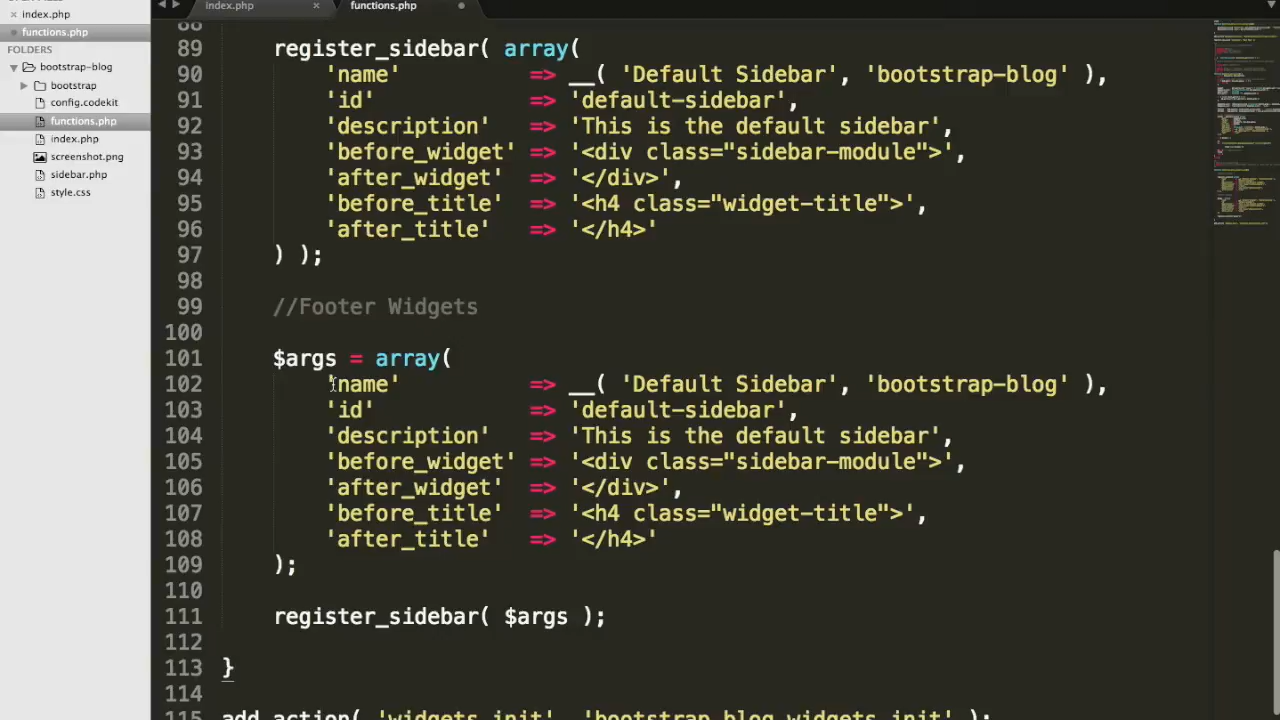 index.php
functions.php
index.php
functions.php
FOLDERS
bootstrap-blog
bootstrap
config.codekit
functions.php
index.php
screenshot.png
sidebar.php
style.css
88
89 register_sidebar( array(
90 'name' => __( 'Default Sidebar', 'bootstrap-blog' ),
91 'id' => 'default-sidebar',
92 'description' => 'This is the default sidebar',
93 'before_widget' => '<div class="sidebar-module">',
94 'after_widget' => '</div>',
95 'before_title' => '<h4 class="widget-title">',
96 'after_title' => '</h4>'
97 ) );
98
99 //Footer Widgets
100
101 $args = array(
102 'name' => __( 'Default Sidebar', 'bootstrap-blog' ),
103 'id' => 'default-sidebar',
104 'description' => 'This is the default sidebar',
105 'before_widget' => '<div class="sidebar-module">',
106 'after_widget' => '</div>',
107 'before_title' => '<h4 class="widget-title">',
108 'after_title' => '</h4>'
109 );
110
111 register_sidebar( $args );
112
113 }
114
115 add_action( 'widgets_init', 'bootstrap_blog_widgets_init' );